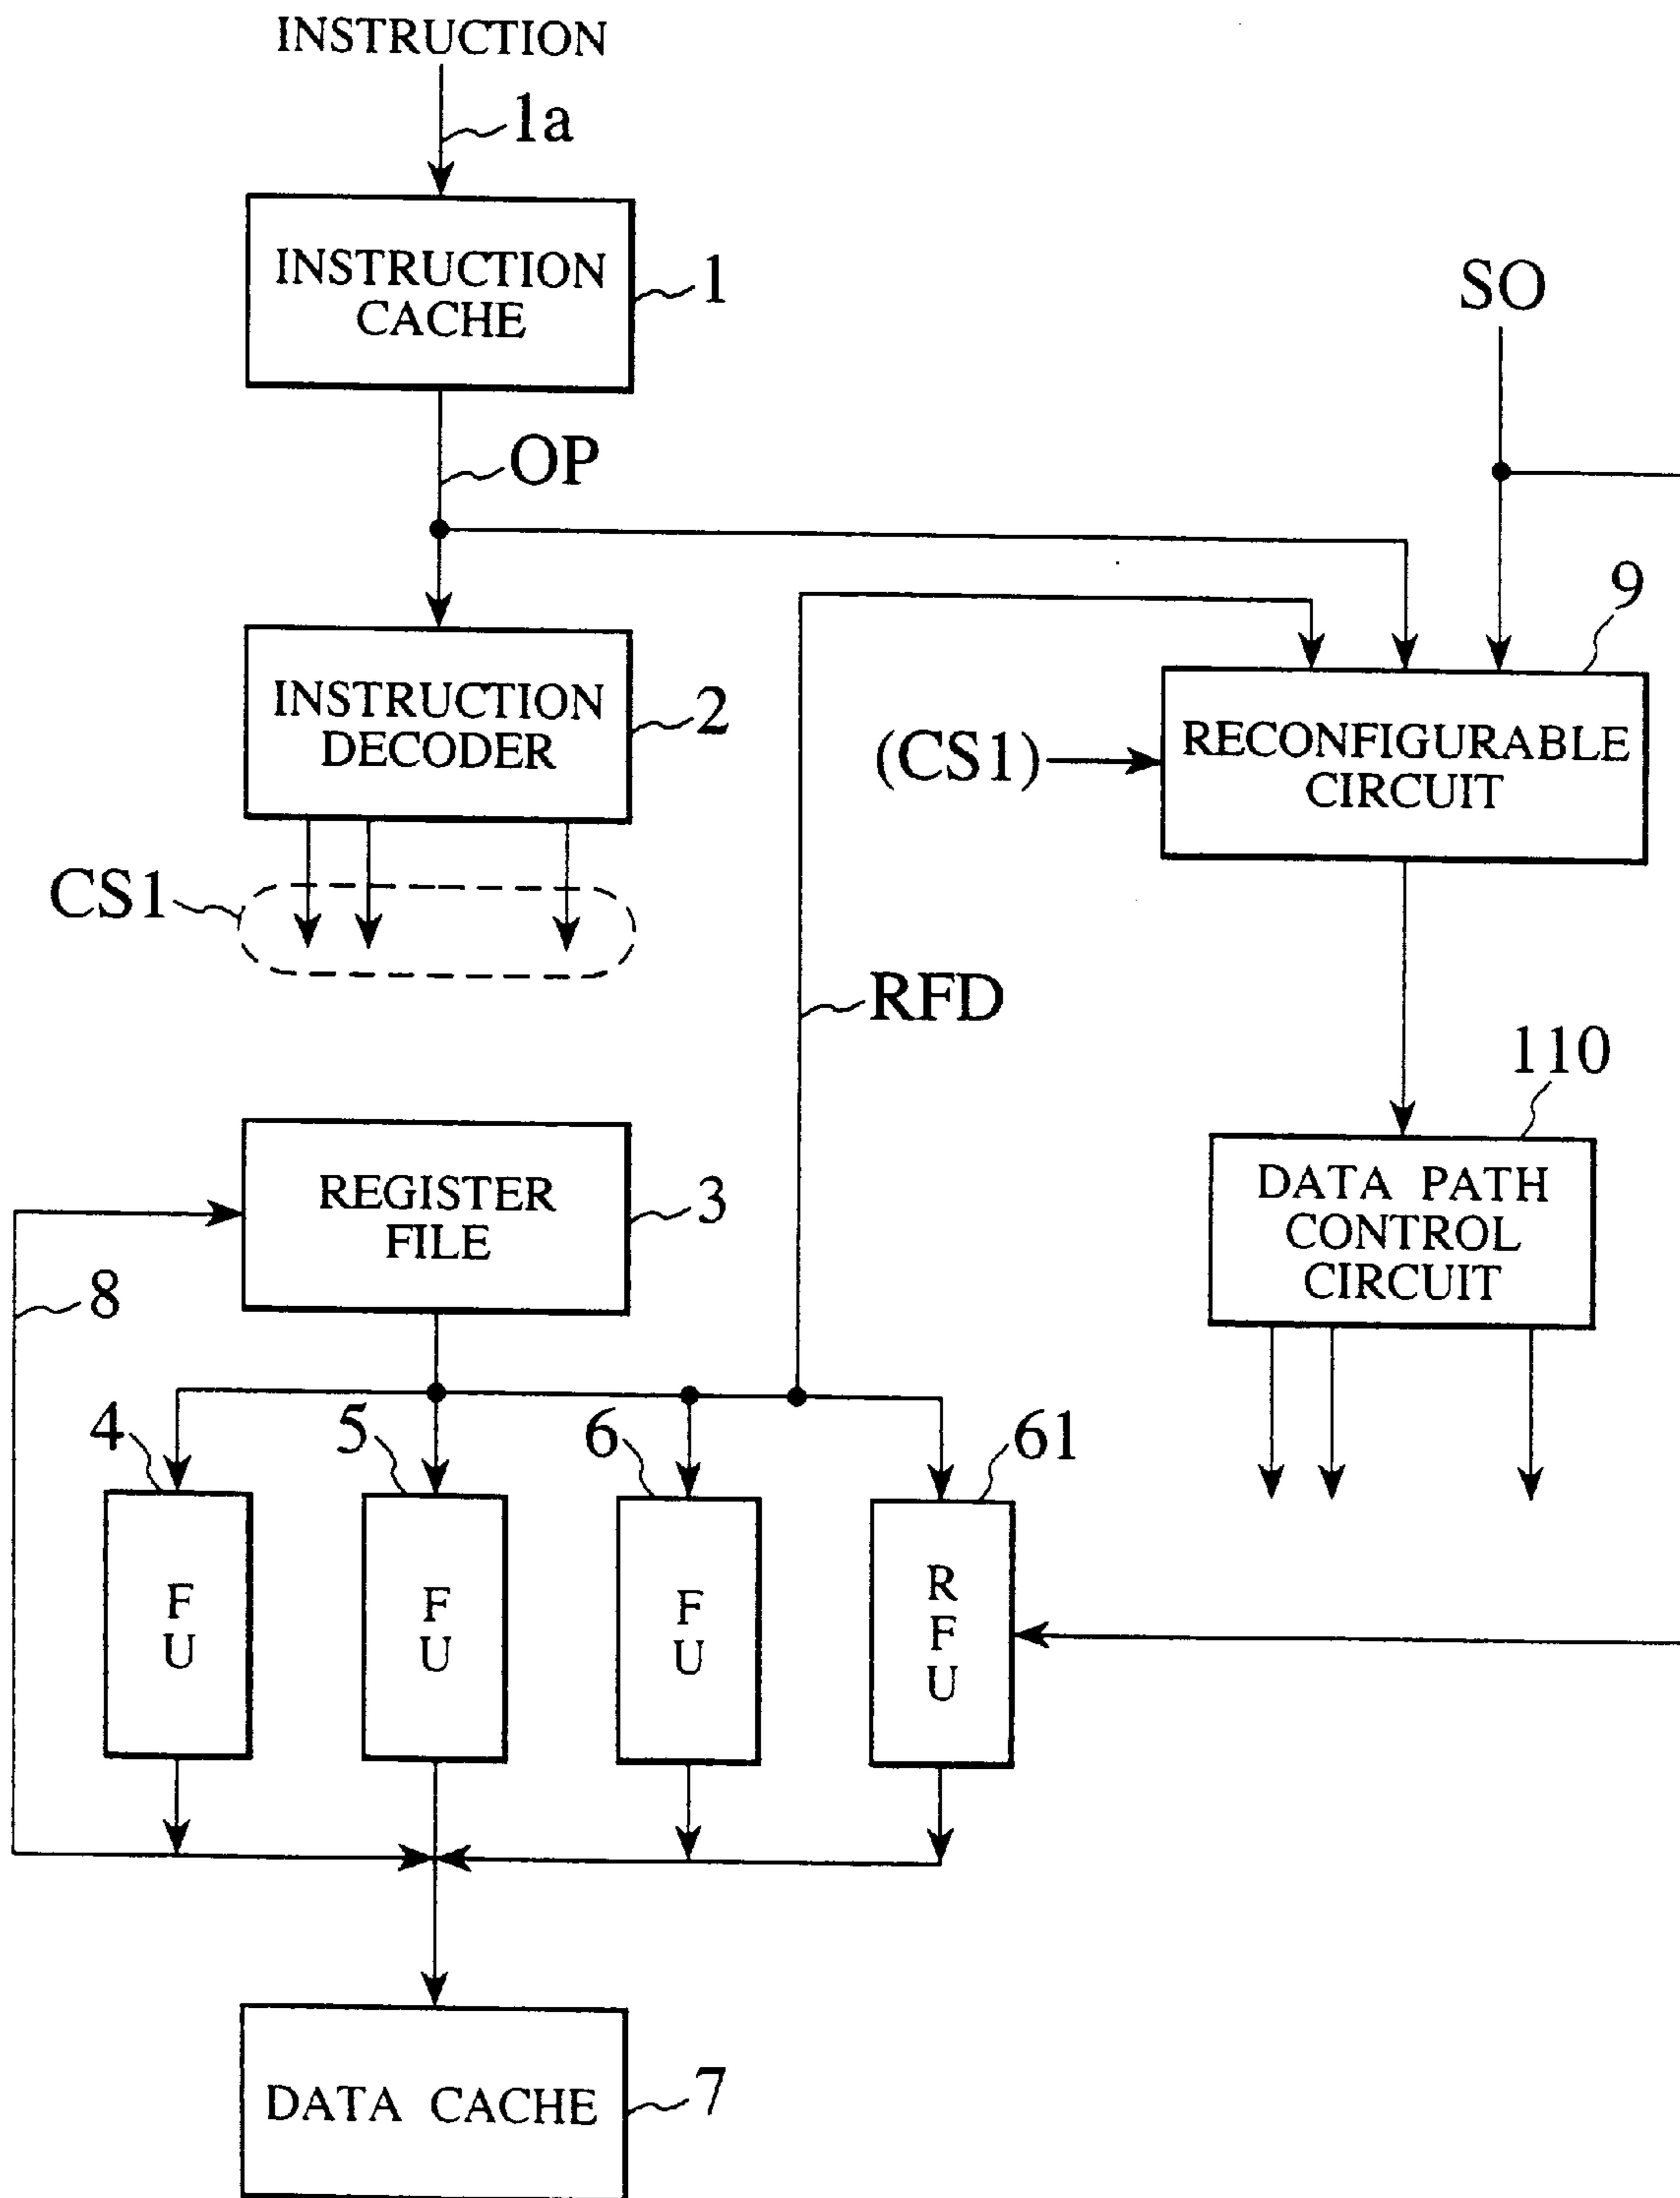 INSTRUCTION
1a
INSTRUCTION
CACHE
1
SO
OP
9
INSTRUCTION
DECODER
2
(CS1)
RECONFIGURABLE
CIRCUIT
CS1
RFD
110
REGISTER
FILE
3
DATA PATH
CONTROL
CIRCUIT
8
4
5
6
61
F
U
F
U
F
U
R
F
U
DATA CACHE
7